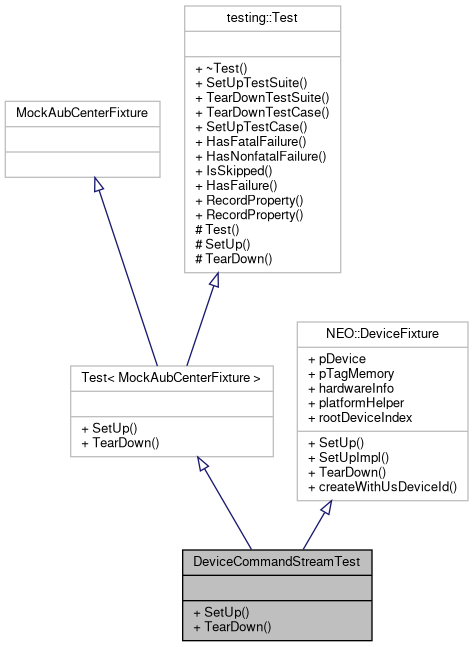 testing::Test
+ ~Test()
+ SetUpTestSuite()
+ TearDownTestSuite()
+ TearDownTestCase()
+ SetUpTestCase()
+ HasFatalFailure()
+ HasNonfatalFailure()
+ IsSkipped()
+ HasFailure()
+ RecordProperty()
+ RecordProperty()
# Test()
# SetUp()
# TearDown()
MockAubCenterFixture
NEO::DeviceFixture
+ pDevice
+ pTagMemory
+ hardwareInfo
+ platformHelper
+ rootDeviceIndex
+ SetUp()
+ SetUpImpl()
+ TearDown()
+ createWithUsDeviceId()
Test< MockAubCenterFixture >
+ SetUp()
+ TearDown()
DeviceCommandStreamTest
+ SetUp()
+ TearDown()